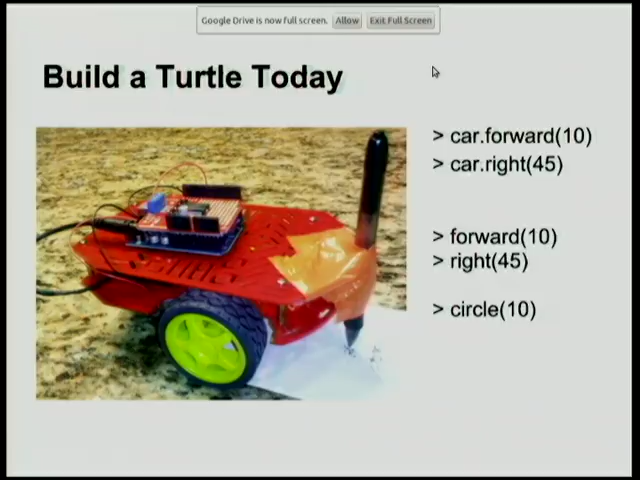 Google Drive is now full screen. Allow Exit Full Screen
Build a Turtle Today
> car.forward(10)
> car.right(45)
> forward(10)
> right(45)
> circle(10)